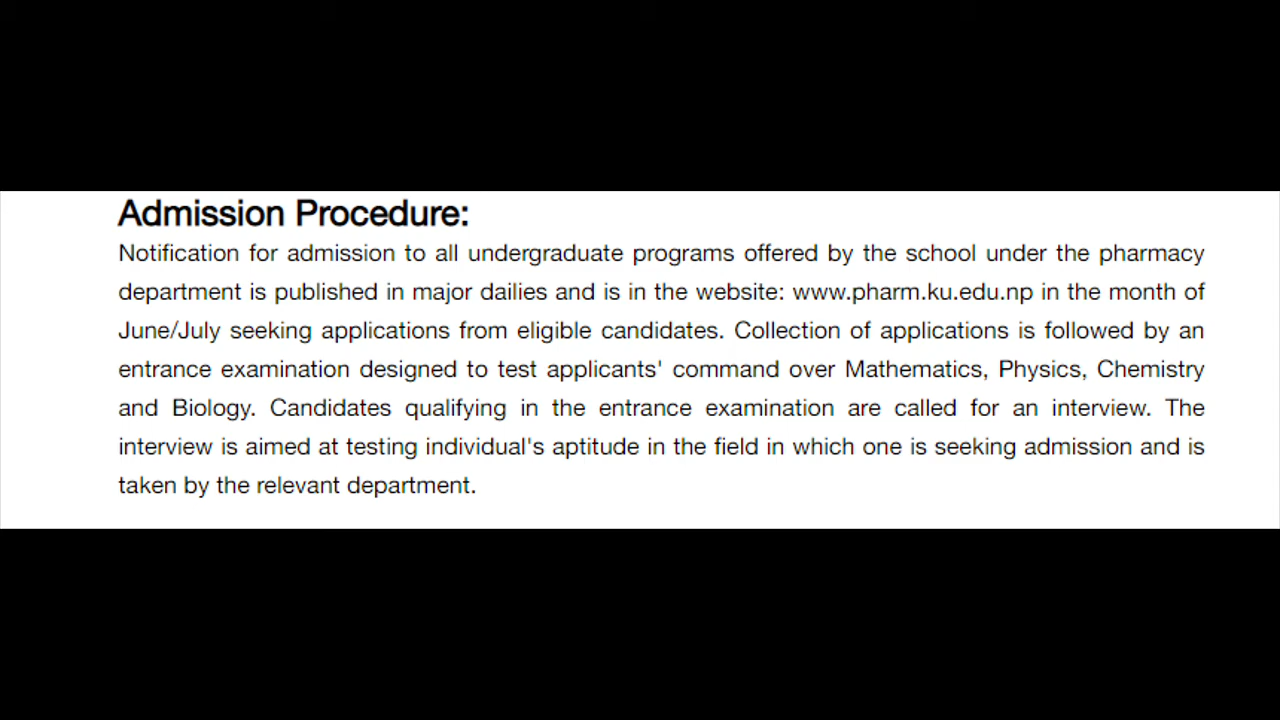 Admission Procedure:
Notification for admission to all undergraduate programs offered by the school under the pharmacy
department is published in major dailies and is in the website: www.pharm.ku.edu.np in the month of
June/July seeking applications from eligible candidates. Collection of applications is followed by an
entrance examination designed to test applicants' command over Mathematics, Physics, Chemistry
and Biology. Candidates qualifying in the entrance examination are called for an interview. The
interview is aimed at testing individual's aptitude in the field in which one is seeking admission and is
taken by the relevant department.